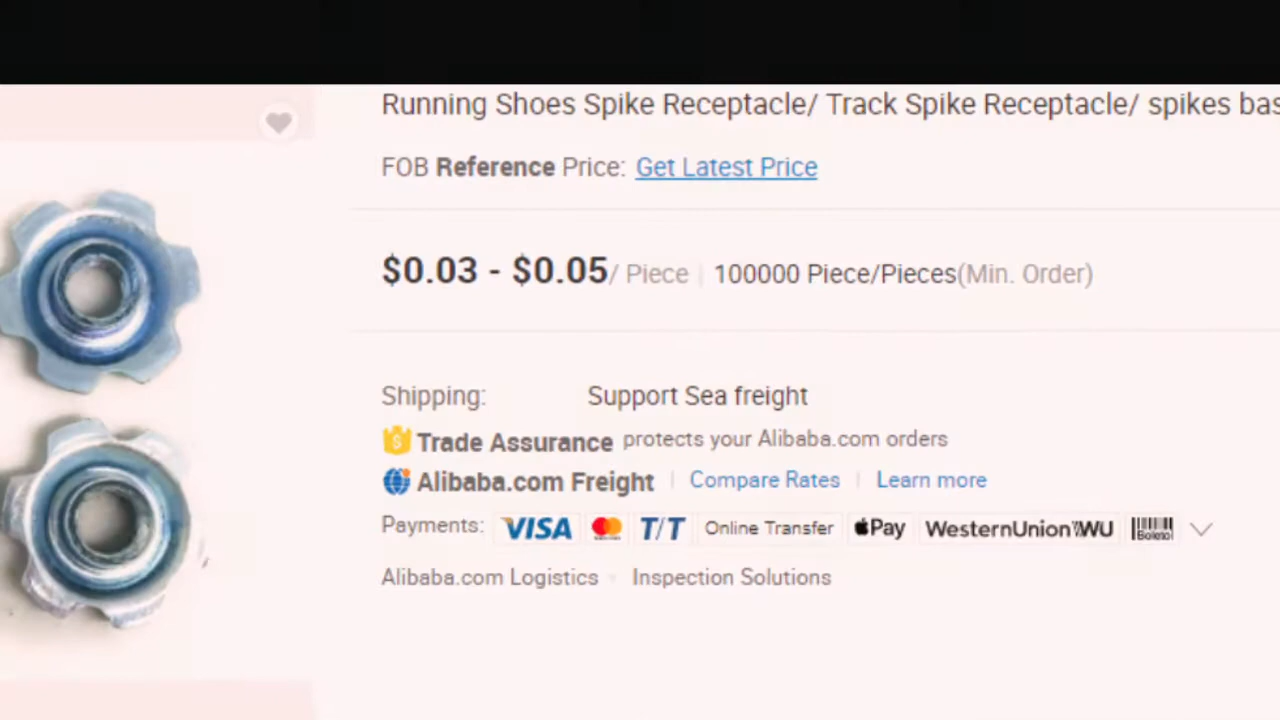 Running Shoes Spike Receptacle/ Track Spike Receptacle/ spikes
FOB Reference Price: Get Latest Price
$0.03 - $0.05/ Piece | 100000 Piece/Pieces(Min. Order)
Shipping: Support Sea freight
$ Trade Assurance protects your Alibaba.com orders
Alibaba.com Freight | Compare Rates | Learn more
Payments: VISA T/T Online Transfer Pay WesternUnion WU Boleto
Alibaba.com Logistics Inspection Solutions